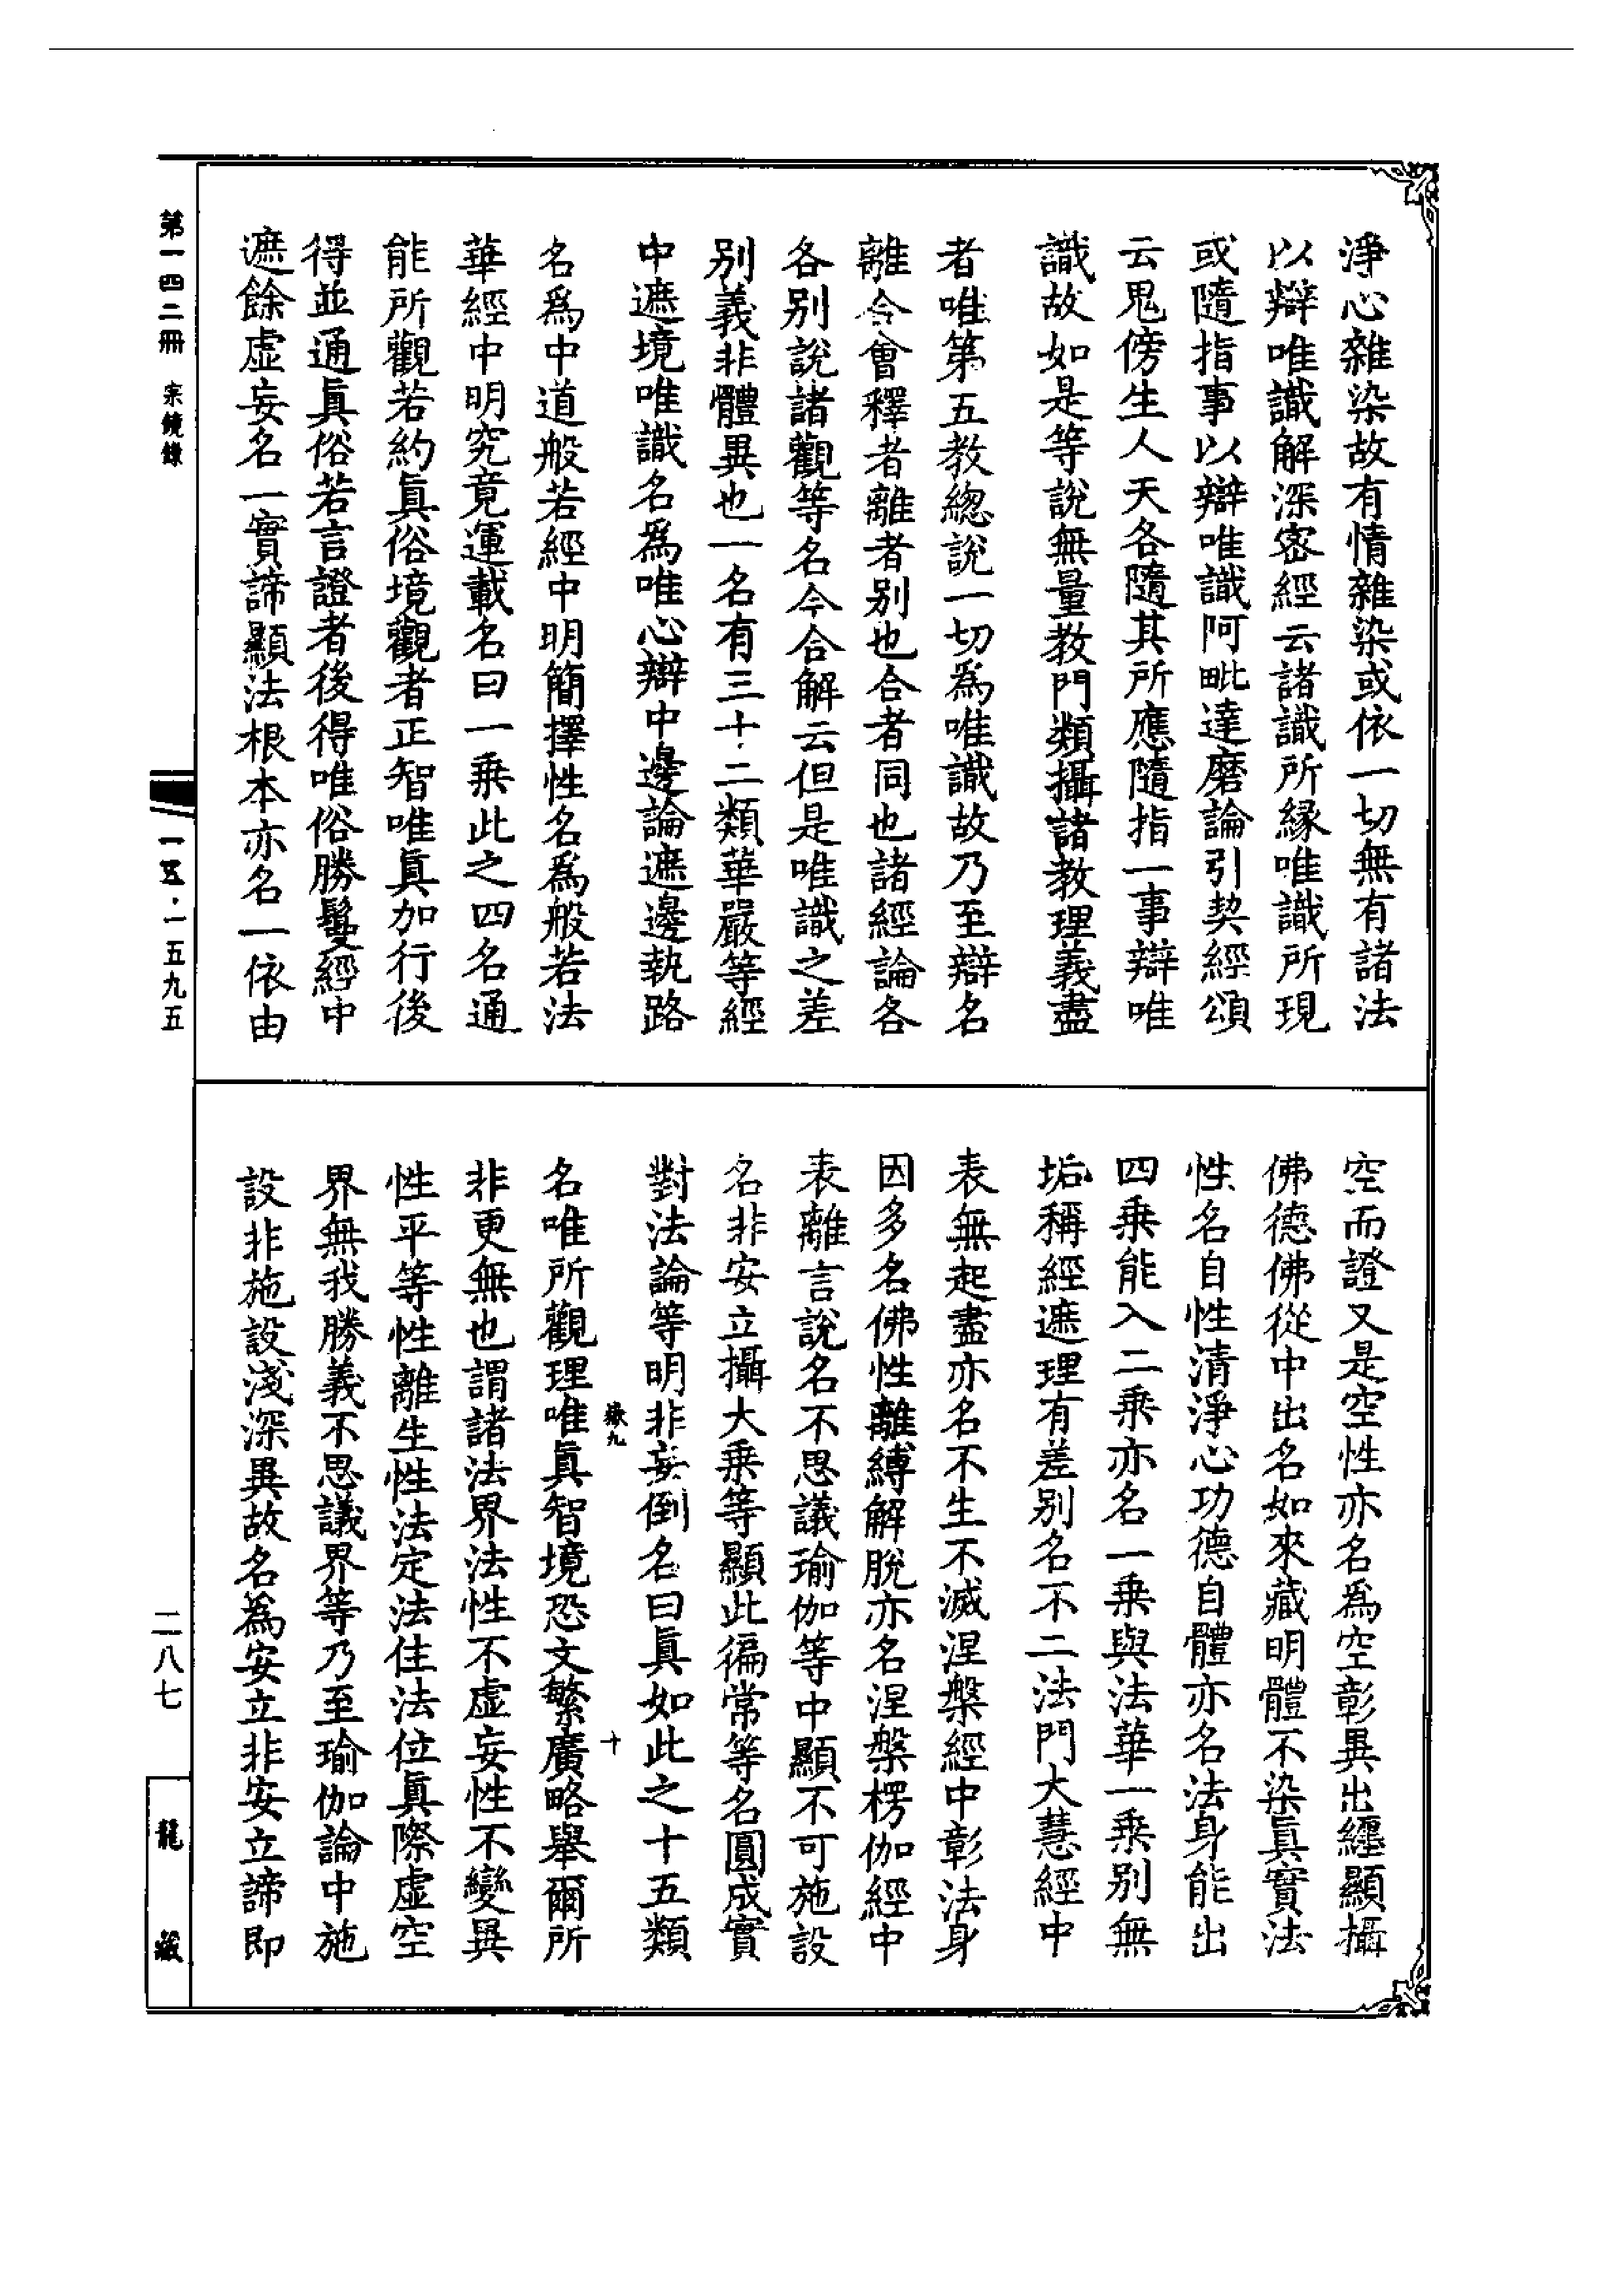 淨心雜染故有情雜染或依一切無有諸法
以辯唯識解深密經云諸識所緣唯識所現
或隨指事以辯唯識阿毗達磨論引契經頌
云鬼傍生人天各隨其所應隨指一事辯唯
識故如是等說無量教門類攝諸教理義盡
者唯第五教總說一切爲唯識故乃至辯名
離合會釋者離者別也合者同也諸經論各
各別說諸觀等名今合解云但是唯識之差
別義非體異也一名有三十二類華嚴等經
中遮境唯識名爲唯心辯中邊論遮邊執路
名爲中道般若經中明簡擇性名爲般若法
華經中明究竟運載名曰一乘此之四名通
能所觀若約眞俗境觀者正智唯眞加行後
得並通眞俗若言證者後得唯俗勝鬘經中
遮餘虛妄名一實諦顯法根本亦名一依由
空而證又是空性亦名爲空彰異出纏顯攝
佛德佛從中出名如來藏明體不染眞實法
性名自性清淨心功德自體亦名法身能出
四乘能入二乘亦名一乘與法華一乘別無
垢稱經遮理有差別名不二法門大慧經中
表無起盡亦名不生不滅涅槃經中彰法身
因多名佛性離縛解脫亦名涅槃楞伽經中
表離言說名不思議瑜伽等中顯不可施設
名非安立攝大乘等顯此徧常等名圓成實
對法論等明非妄倒名曰眞如此之十五類
名唯所觀理唯眞智境恐文繁廣略舉爾所
非更無也謂諸法界法性不虛妄性不變異
性平等性離生性法定法住法位眞際虛空
界無我勝義不思議界等乃至瑜伽論中施
設非施設淺深異故名爲安立非安立諦即
十
第一四二冊 宗鏡錄
一五·一五九五
二八七
龍藏